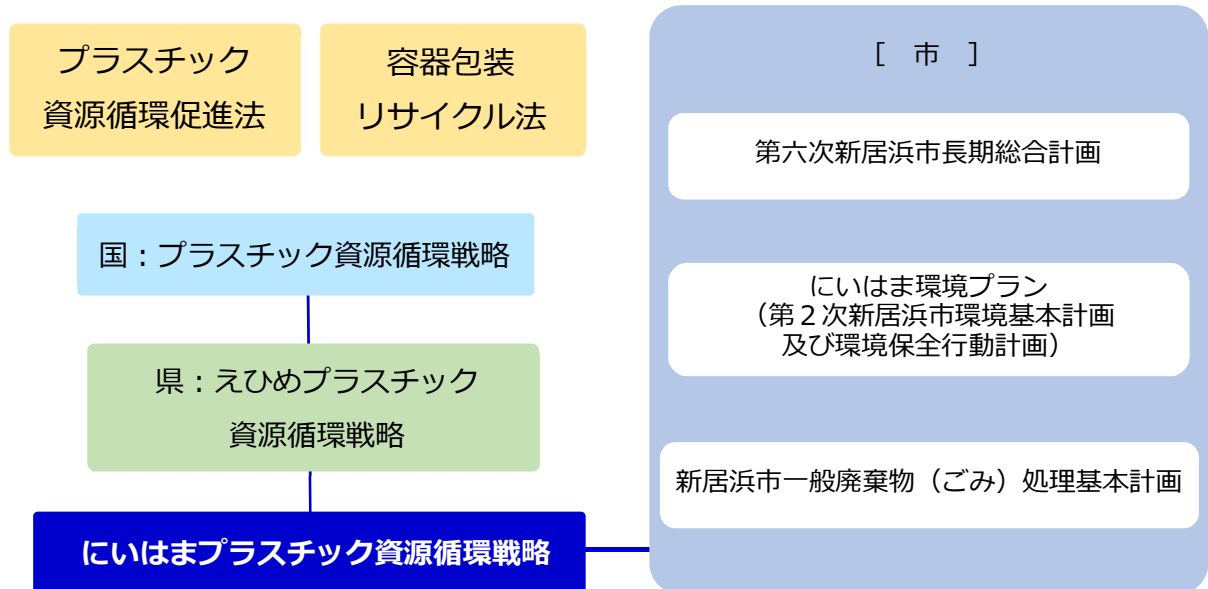 プラスチック
資源循環促進法
容器包装
リサイクル法
国：プラスチック資源循環戦略
県：えひめプラスチック
資源循環戦略
にいはまプラスチック資源循環戦略
［　市　］
第六次新居浜市長期総合計画
にいはま環境プラン
（第２次新居浜市環境基本計画
及び環境保全行動計画）
新居浜市一般廃棄物（ごみ）処理基本計画